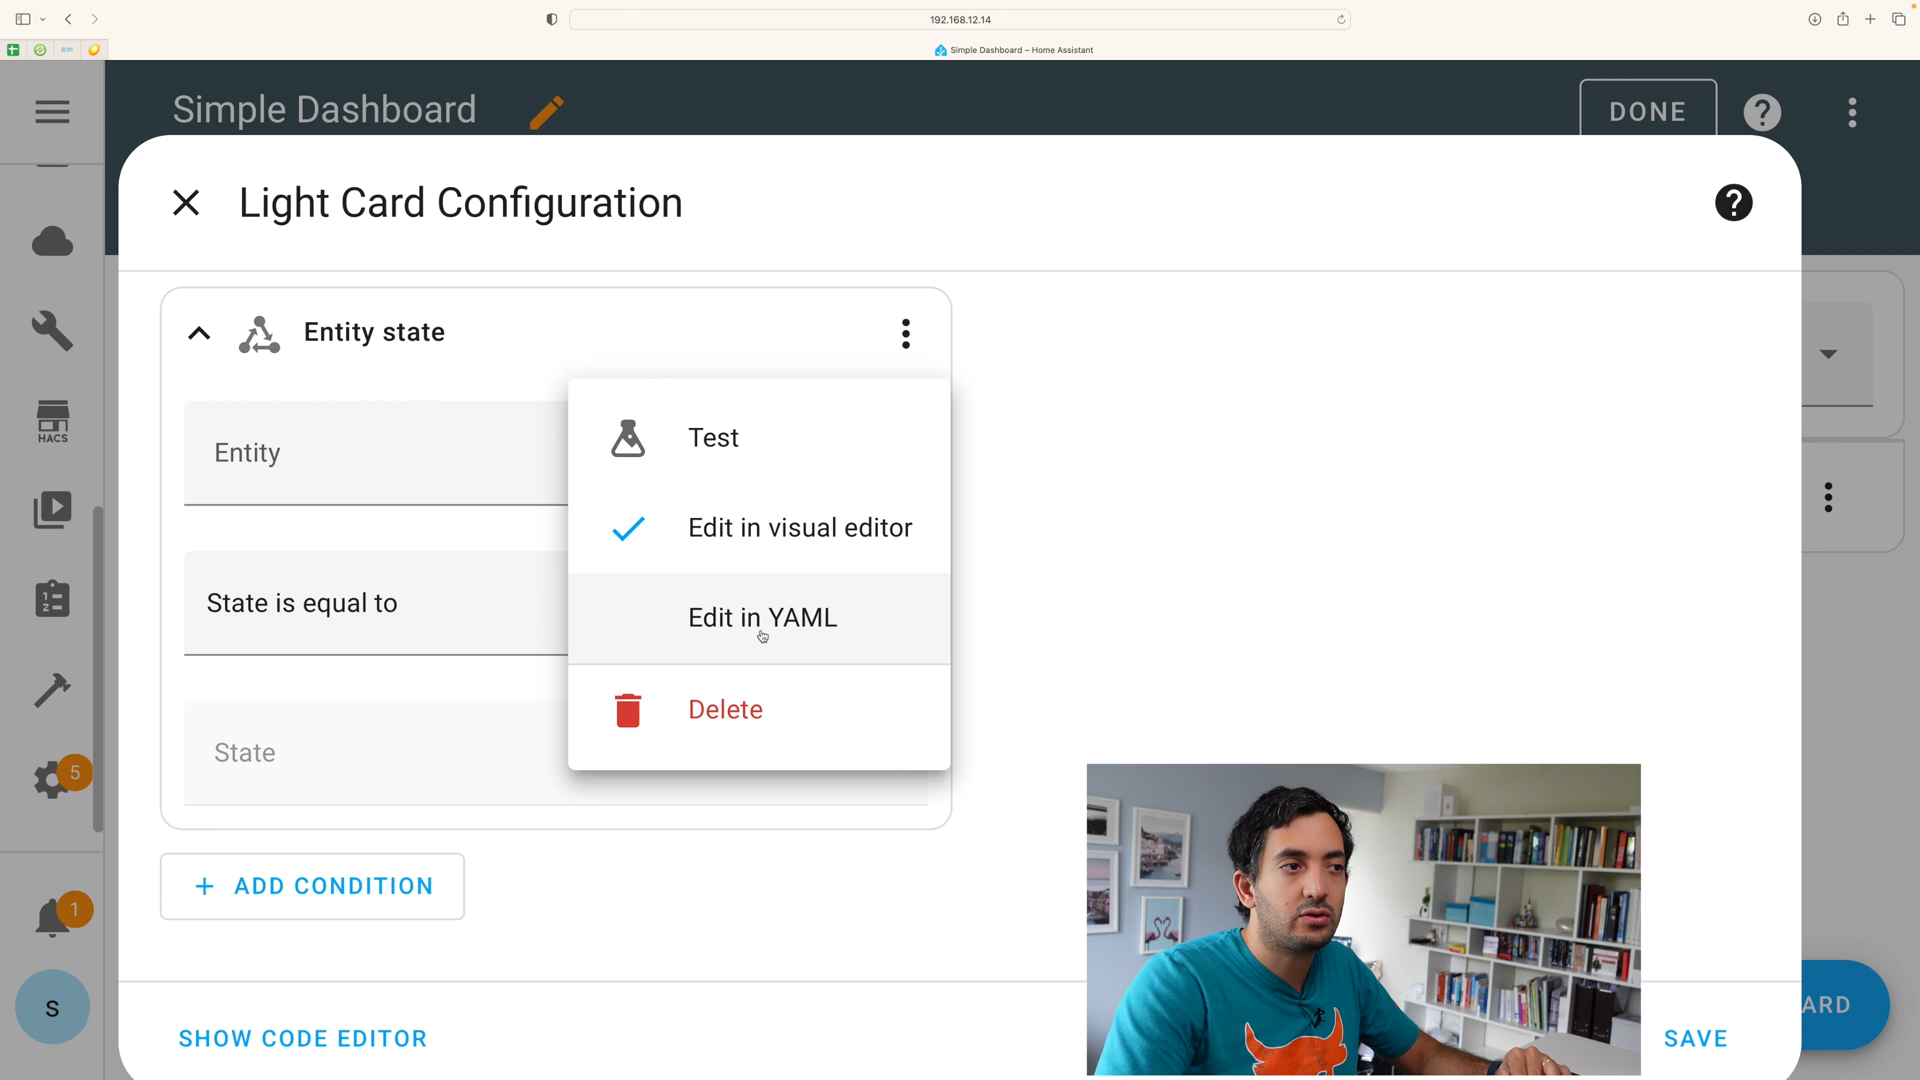 192.168.12.14
BOM
Simple Dashboard – Home Assistant
Simple Dashboard
DONE
Light Card Configuration
Entity state
Entity
Test
Edit in visual editor
HACS
State is equal to
Edit in YAML
Delete
State
5
ADD CONDITION
1
S
ARD
SHOW CODE EDITOR
SAVE